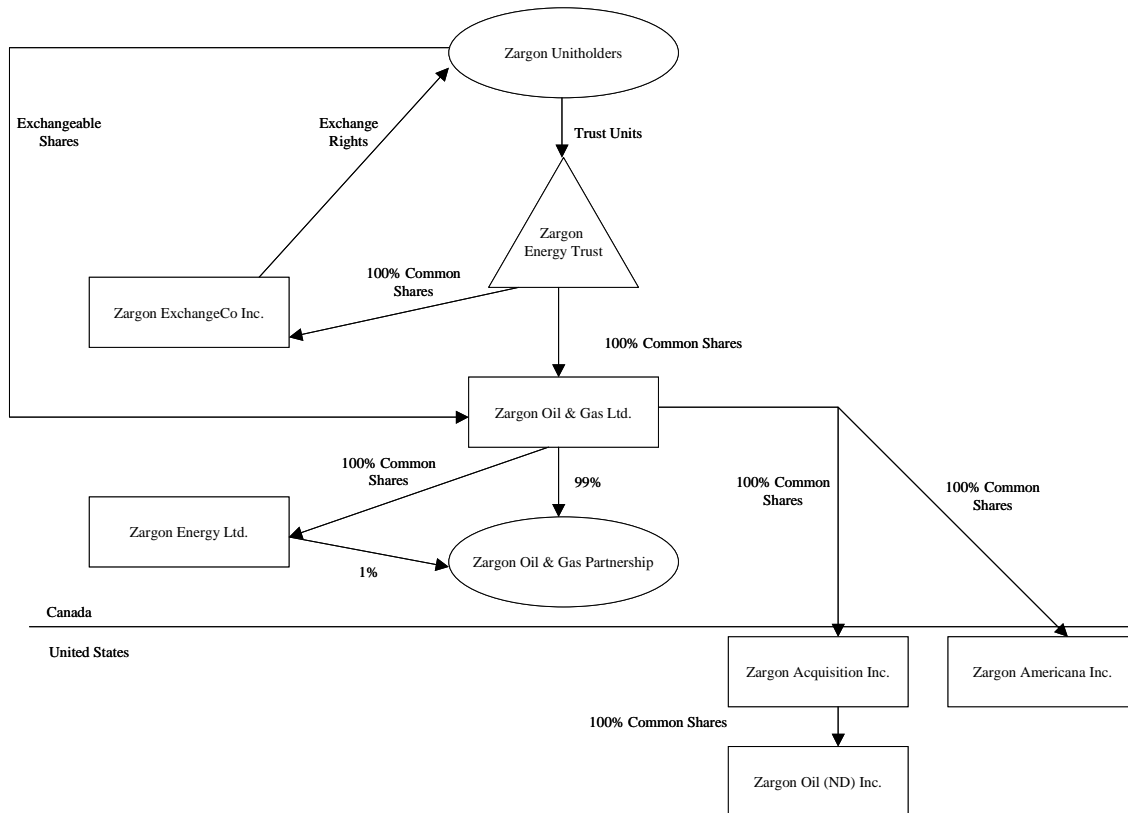 Zargon Unitholders
Exchangeable
Shares
Exchange
Rights
Trust Units
Zargon
Energy Trust
100% Common
Shares
Zargon ExchangeCo Inc.
100% Common Shares
Zargon Oil & Gas Ltd.
100% Common
Shares
99%
100% Common
Shares
100% Common
Shares
Zargon Energy Ltd.
1%
Zargon Oil & Gas Partnership
Canada
United States
Zargon Acquisition Inc.
Zargon Americana Inc.
100% Common Shares
Zargon Oil (ND) Inc.